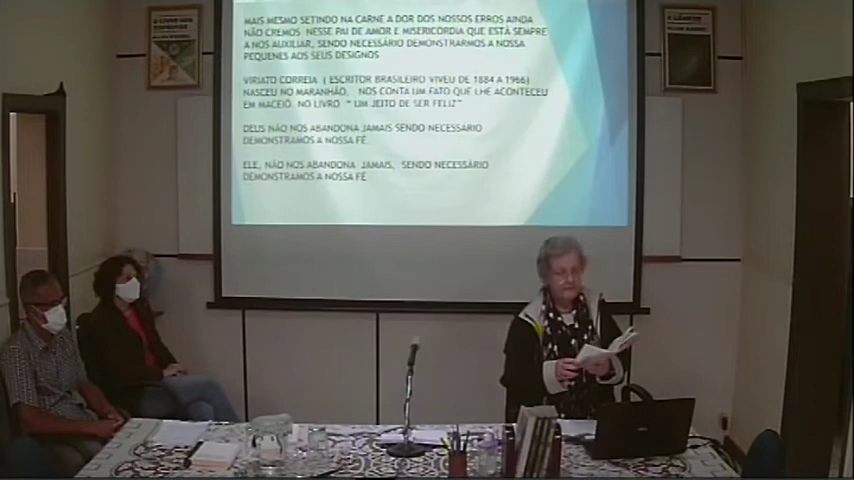 O LIVRO DOS ESPÍRITOS
MAIS MESMO SETINDO NA CARNE A DOR DOS NOSSOS ERROS AINDA
NÃO CREMOS NESSE PAI DE AMOR E MISERICÓRDIA QUE ESTÁ SEMPRE
A NOS AUXILIAR, SENDO NECESSÁRIO DEMONSTRARMOS A NOSSA
PEQUENES AOS SEUS DESIGNOS
VIRIATO CORREIA ( ESCRITOR BRASILEIRO VIVEU DE 1884 A 1966)
NASCEU NO MARANHÃO, NOS CONTA UM FATO QUE LHE ACONTECEU
EM MACEIÓ. NO LIVRO " UM JEITO DE SER FELIZ"
DEUS NÃO NOS ABANDONA JAMAIS SENDO NECESSARIO
DEMONSTRAMOS A NOSSA FÉ.
ELE, NÃO NOS ABANDONA JAMAIS, SENDO NECESSÁRIO
DEMONSTRAMOS A NOSSA FÉ